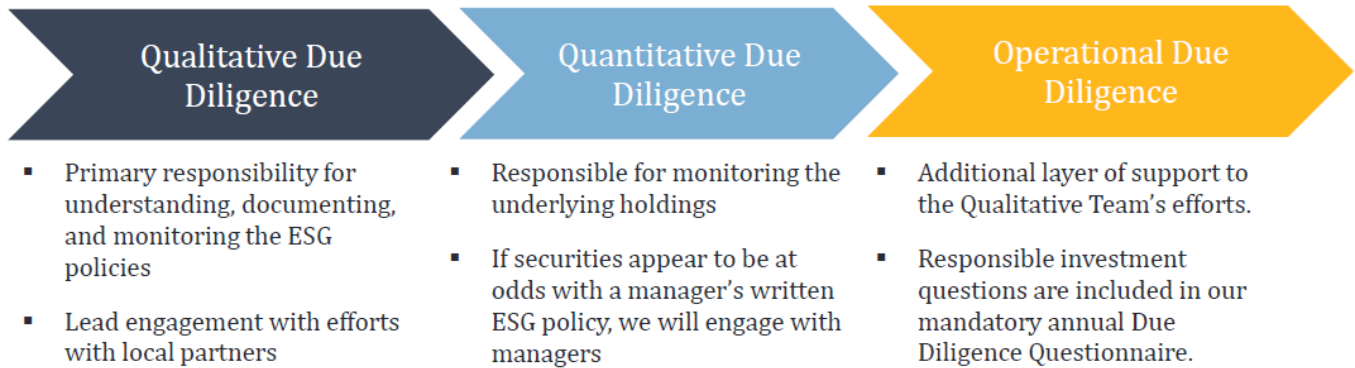 Qualitative Due
Diligence
▪ Primary responsibility for
understanding, documenting,
and monitoring the ESG
policies
▪ Lead engagement with efforts
with local partners
Quantitative Due
Diligence
▪ Responsible for monitoring the
underlying holdings
▪ If securities appear to be at
odds with a manager’s written
ESG policy, we will engage with
managers
Operational Due
Diligence
▪ Additional layer of support to
the Qualitative Team’s efforts.
▪ Responsible investment
questions are included in our
mandatory annual Due
Diligence Questionnaire.